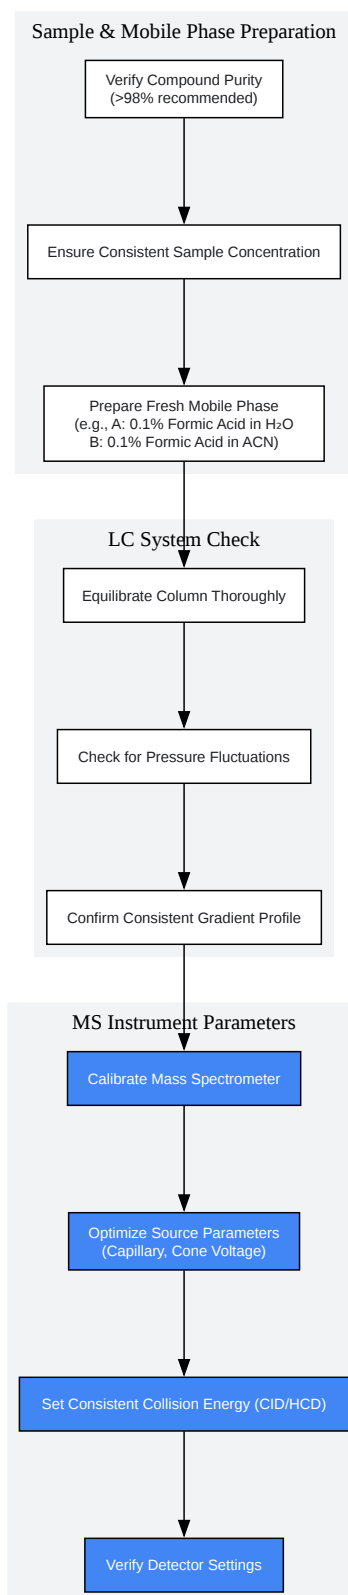 Sample & Mobile Phase Preparation
Verify Compound Purity
(>98% recommended)
Ensure Consistent Sample Concentration
Prepare Fresh Mobile Phase
(e.g., A: 0.1% Formic Acid in H₂O
B: 0.1% Formic Acid in ACN)
LC System Check
Equilibrate Column Thoroughly
Check for Pressure Fluctuations
Confirm Consistent Gradient Profile
MS Instrument Parameters
Calibrate Mass Spectrometer
Optimize Source Parameters
(Capillary, Cone Voltage)
Set Consistent Collision Energy (CID/HCD)
Verify Detector Settings